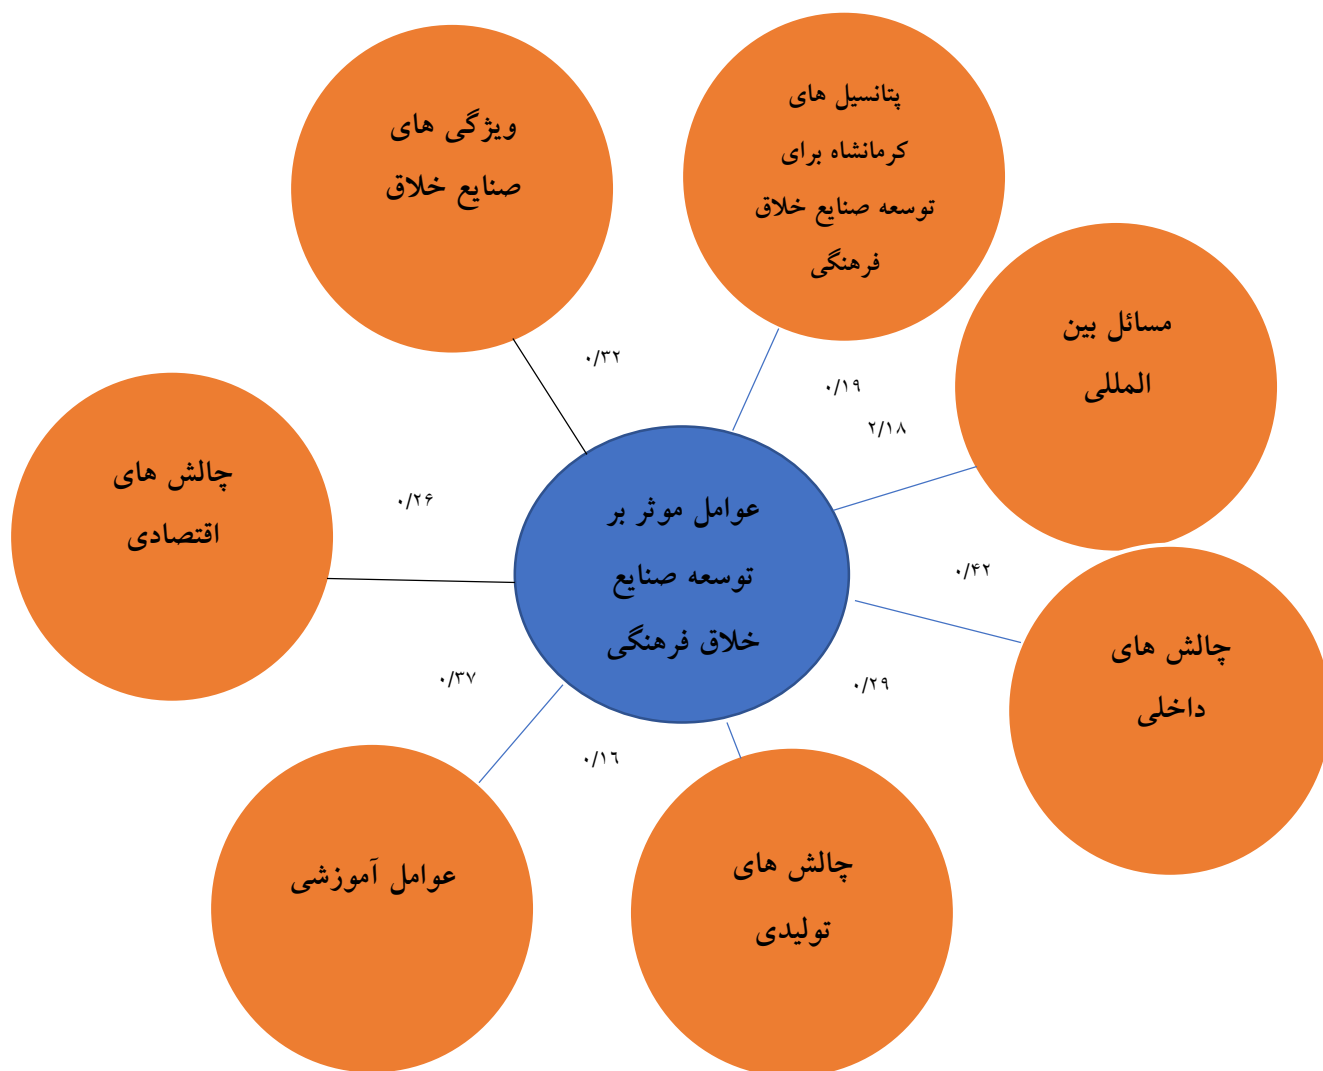 پتانسیل های
کرمانشاه برای
توسعه صنایع خلاق
فرهنگی
ویژگی های
صنایع خلاق
مسائل بین
المللی
۰/۳۲
۰/۱۹
۲/۱۸
چالش های
اقتصادی
۰/۲۶
عوامل موثر بر
توسعه صنایع
خلاق فرهنگی
۰/۴۲
چالش های
داخلی
۰/۳۷
۰/۲۹
۰/۱۶
عوامل آموزشی
چالش های
تولیدی